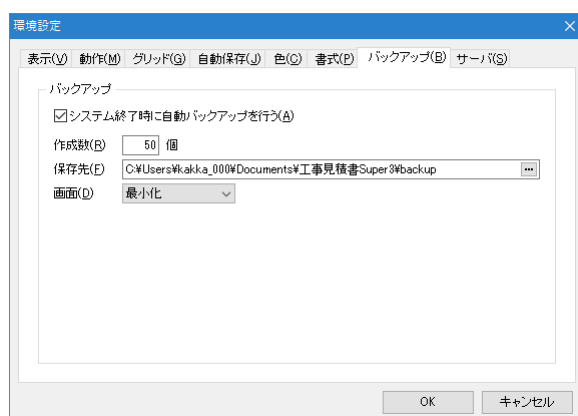 環境設定
表示(V) 動作(M) グリッド(G) 自動保存(J) 色(C) 書式(P) バックアップ(B) サーバ(S)
バックアップ
システム終了時に自動バックアップを行う(A)
作成数(R) 50 個
保存先(F) C:¥Users¥kakka_000¥Documents¥工事見積書Super3¥backup ...
画面(D) 最小化
OK キャンセル